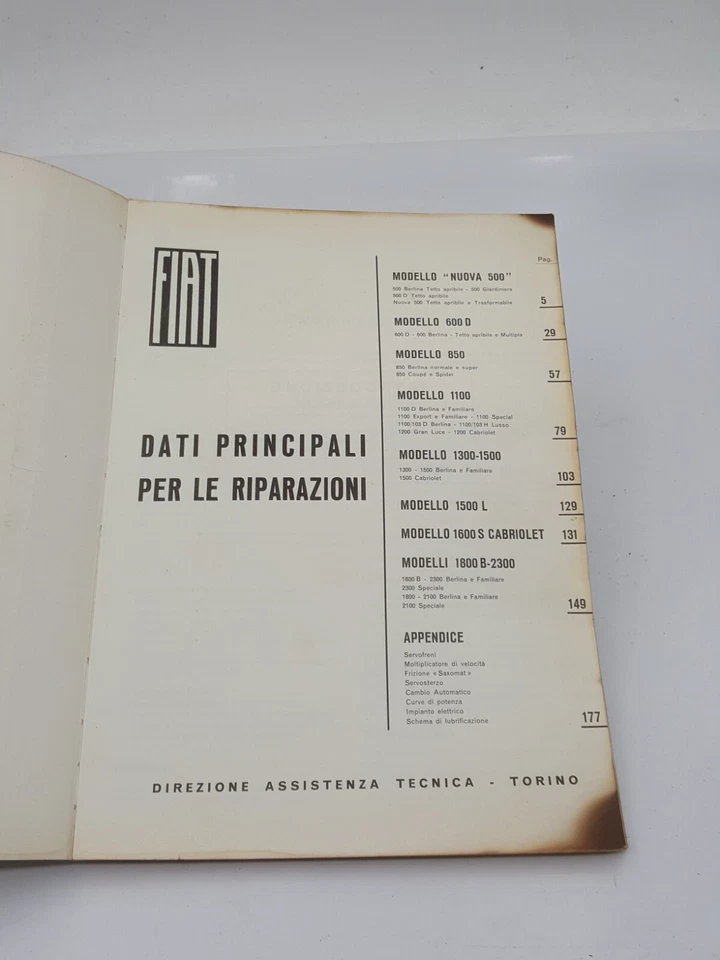 FIAT
DATI PRINCIPALI
PER LE RIPARAZIONI
Pag.
MODELLO "NUOVA 500"
500 Berlina Tetto apribile - 500 Giardiniera
500 D Tetto apribile
Nuova 500 Tetto apribile e Trasformabile 5
MODELLO 600 D
600 D - 600 Berlina - Tetto apribile e Multipla 29
MODELLO 850
850 Berlina normale e super
850 Coupé e Spider 57
MODELLO 1100
1100 D Berlina e Familiare
1100 Export e Familiare - 1100 Special
1100/103 D Berlina - 1100/103 H Lusso
1200 Gran Luce - 1200 Cabriolet 79
MODELLO 1300-1500
1300 - 1500 Berlina e Familiare
1500 Cabriolet 103
MODELLO 1500 L 129
MODELLO 1600 S CABRIOLET 131
MODELLI 1800 B-2300
1800 B - 2300 Berlina e Familiare
2300 Speciale
1800 - 2100 Berlina e Familiare
2100 Speciale 149
APPENDICE
Servofreni
Moltiplicatore di velocità
Frizione «Saxomat»
Servosterzo
Cambio Automatico
Curve di potenza
Impianto elettrico
Schema di lubrificazione 177
DIREZIONE ASSISTENZA TECNICA - TORINO